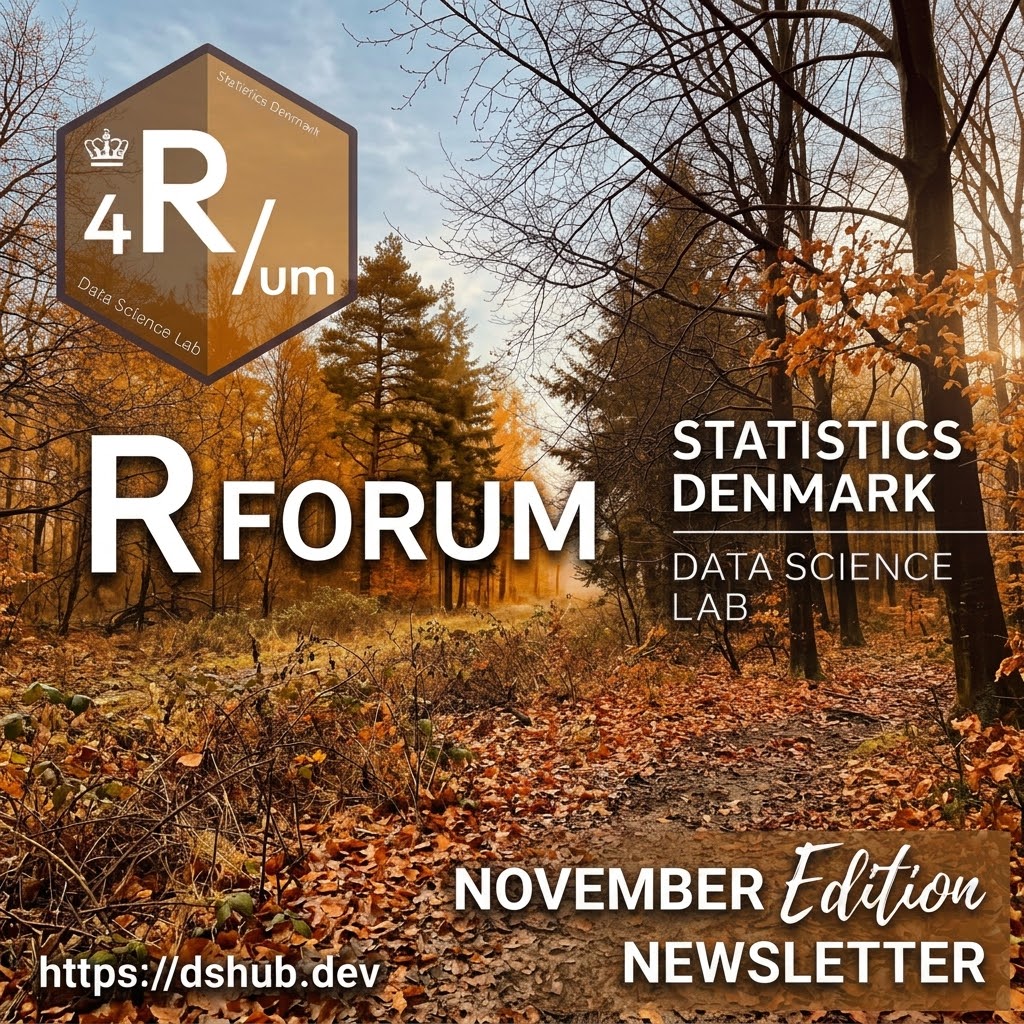 Statistics Denmark
4R/um
Data Science Lab
R FORUM
STATISTICS
DENMARK
DATA SCIENCE
LAB
NOVEMBER Edition
NEWSLETTER
https://dshub.dev